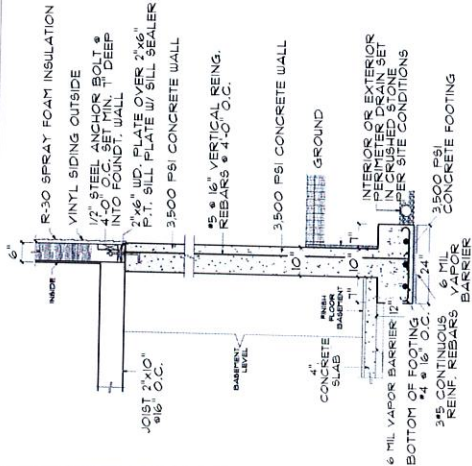 6"
R-30 SPRAY FOAM INSULATION
VINYL SIDING OUTSIDE
1/2" STEEL ANCHOR BOLT @
4'-0" O.C. SET MIN. 7" DEEP
INTO FOUNDT. WALL
2"x6" WD. PLATE OVER 2"x6"
P.T. SILL PLATE W/ SILL SEALER
3,500 PSI CONCRETE WALL
#5 @ 16" VERTICAL REING.
REBARS @ 4'-0" O.C.
3,500 PSI CONCRETE WALL
GROUND
INTERIOR OR EXTERIOR
PERIMETER DRAIN SET
IN CRUSHED STONE
PER SITE CONDITIONS
3,500 PSI
CONCRETE FOOTING
INSIDE
JOIST 2"x10"
@16" O.C.
BASEMENT
LEVEL
10"
10"
7"
FINISH
FLOOR
BASEMENT
4"
CONCRETE
SLAB
12"
24"
6 MIL VAPOR BARRIER
BOTTOM OF FOOTING
#4 @ 16" O.C.
3#5 CONTINUOUS
REINF. REBARS
6 MIL
VAPOR
BARRIER